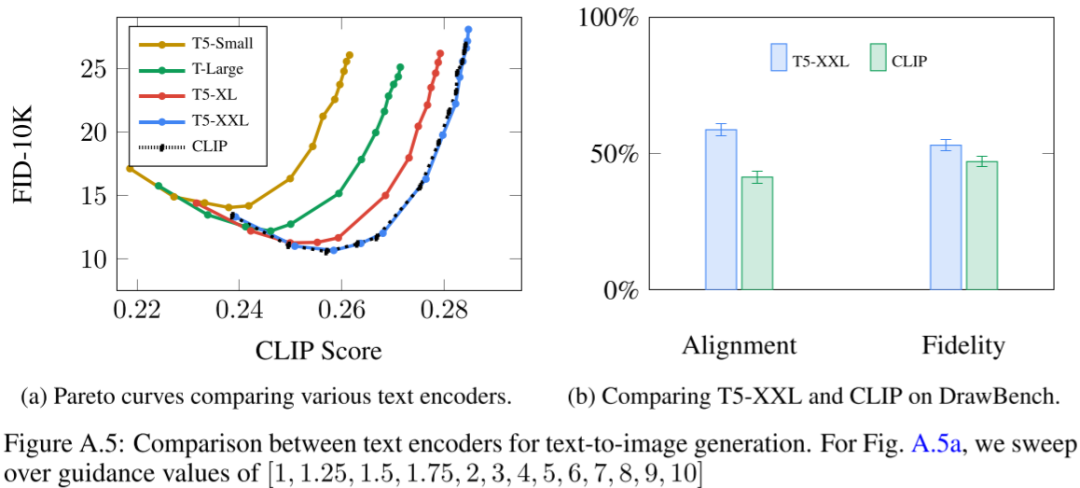 T5-Small
T-Large
T5-XL
T5-XXL
CLIP
FID-10K
25
20
15
10
0.22 0.24 0.26 0.28
CLIP Score
(a) Pareto curves comparing various text encoders.
100%
50%
0%
T5-XXL CLIP
Alignment Fidelity
(b) Comparing T5-XXL and CLIP on DrawBench.
Figure A.5: Comparison between text encoders for text-to-image generation. For Fig. A.5a, we sweep
over guidance values of [1, 1.25, 1.5, 1.75, 2, 3, 4, 5, 6, 7, 8, 9, 10]